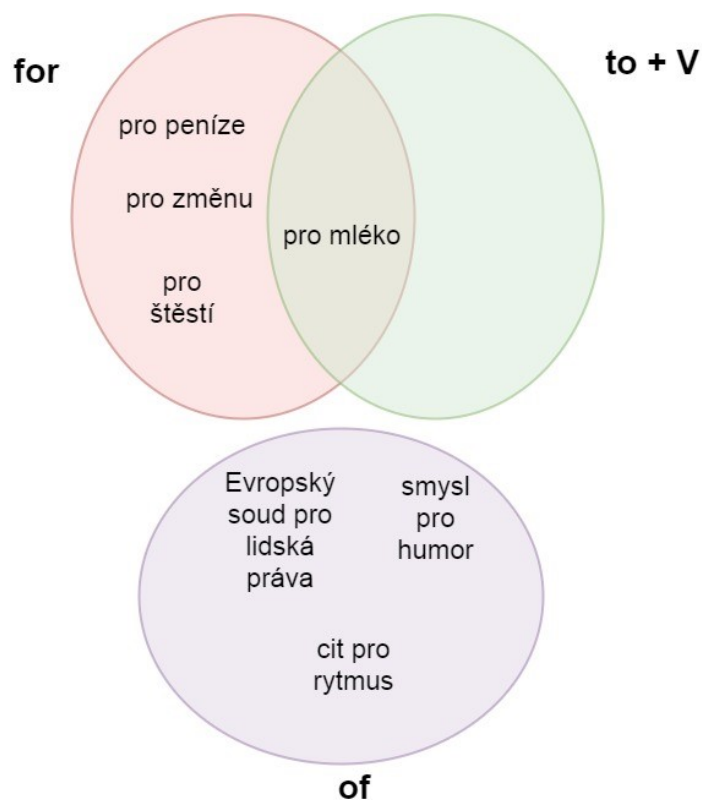 for
to + V
pro peníze
pro změnu
pro mléko
pro
štěstí
Evropský
soud pro
lidská
práva
smysl
pro
humor
cit pro
rytmus
of